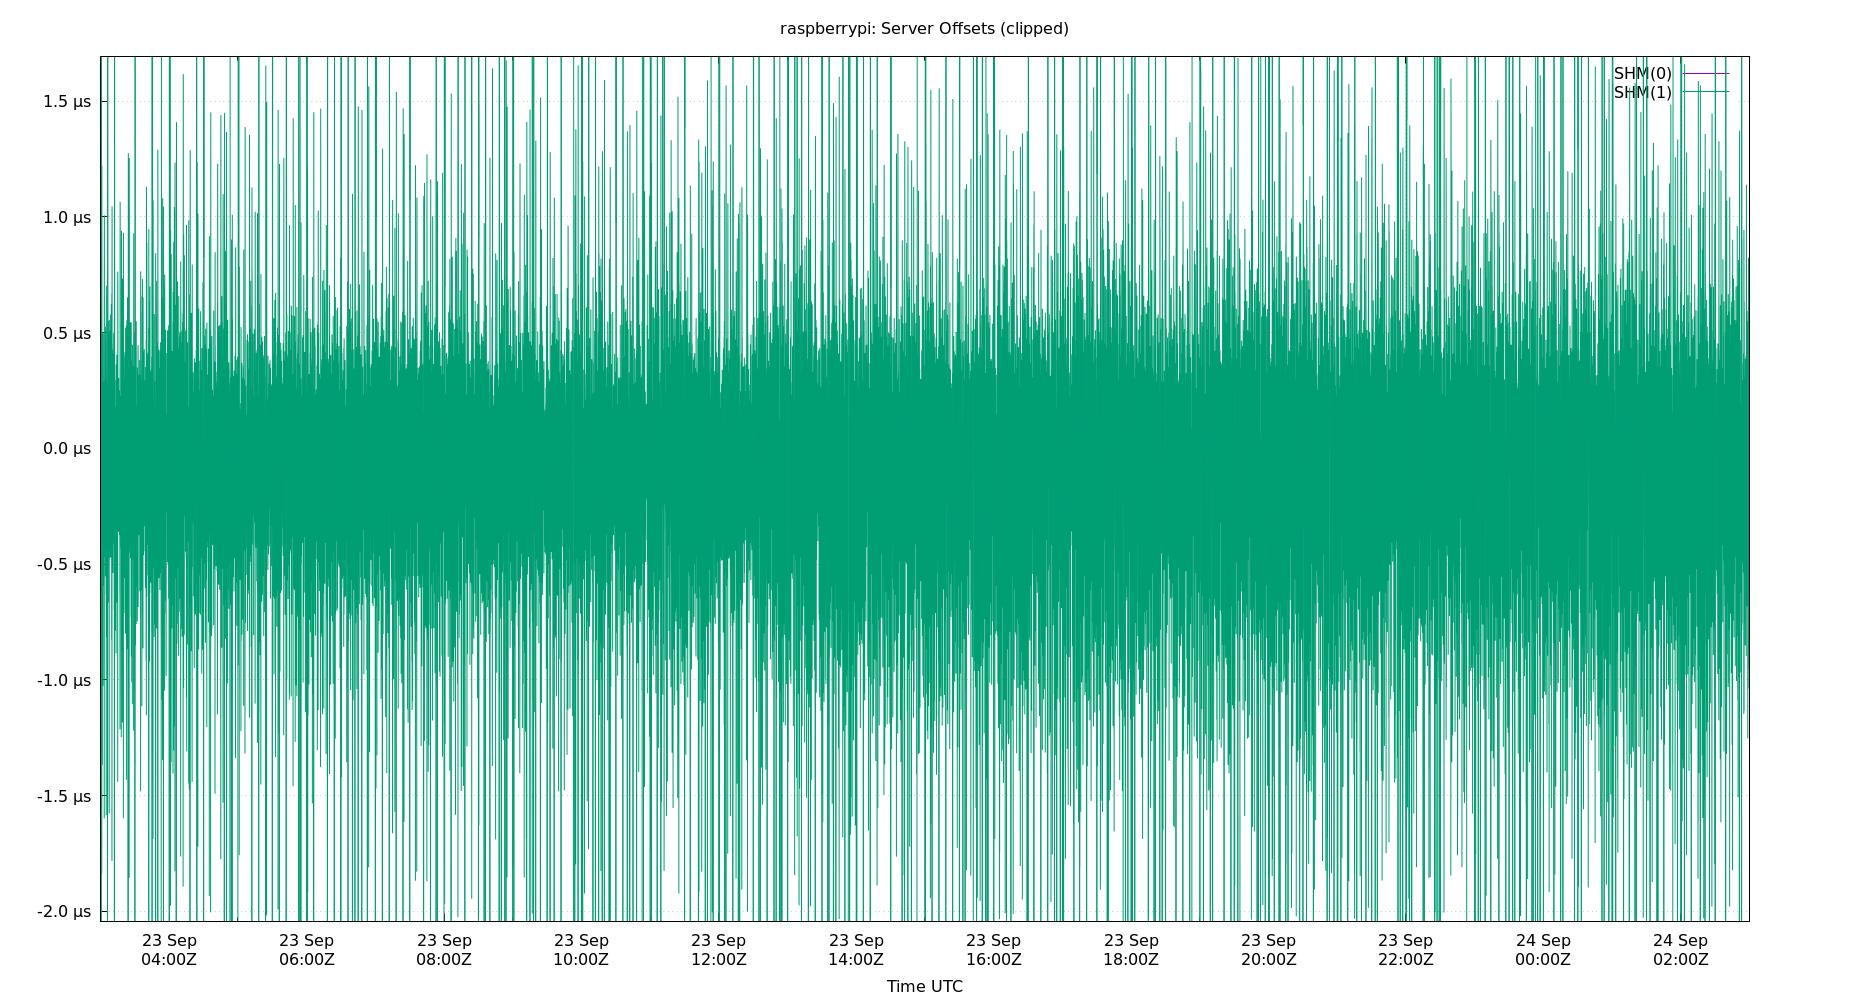 raspberrypi: Server Offsets (clipped)
SHM(0)
SHM(1)
1.5 µs
1.0 µs
0.5 µs
0.0 µs
-0.5 µs
-1.0 µs
-1.5 µs
-2.0 µs
23 Sep 23 Sep 23 Sep 23 Sep 23 Sep 23 Sep 23 Sep 23 Sep 23 Sep 23 Sep 24 Sep 24 Sep
04:00Z 06:00Z 08:00Z 10:00Z 12:00Z 14:00Z 16:00Z 18:00Z 20:00Z 22:00Z 00:00Z 02:00Z
Time UTC